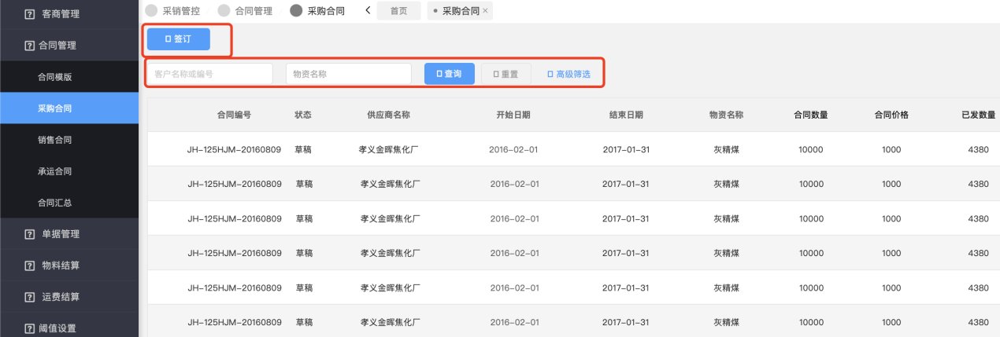 客商管理
合同管理
合同模版
采购合同
销售合同
承运合同
合同汇总
单据管理
物料结算
运费结算
阈值设置
采销管控 / 合同管理 / 采购合同 < 首页 • 采购合同 ×
签订
客户名称或编号 物资名称 查询 重置 高级筛选
合同编号 状态 供应商名称 开始日期 结束日期 物资名称 合同数量 合同价格 已发数量
JH-125HJM-20160809 草稿 孝义金晖焦化厂 2016-02-01 2017-01-31 灰精煤 10000 1000 4380
JH-125HJM-20160809 草稿 孝义金晖焦化厂 2016-02-01 2017-01-31 灰精煤 10000 1000 4380
JH-125HJM-20160809 草稿 孝义金晖焦化厂 2016-02-01 2017-01-31 灰精煤 10000 1000 4380
JH-125HJM-20160809 草稿 孝义金晖焦化厂 2016-02-01 2017-01-31 灰精煤 10000 1000 4380
JH-125HJM-20160809 草稿 孝义金晖焦化厂 2016-02-01 2017-01-31 灰精煤 10000 1000 4380
JH-125HJM-20160809 草稿 孝义金晖焦化厂 2016-02-01 2017-01-31 灰精煤 10000 1000 4380